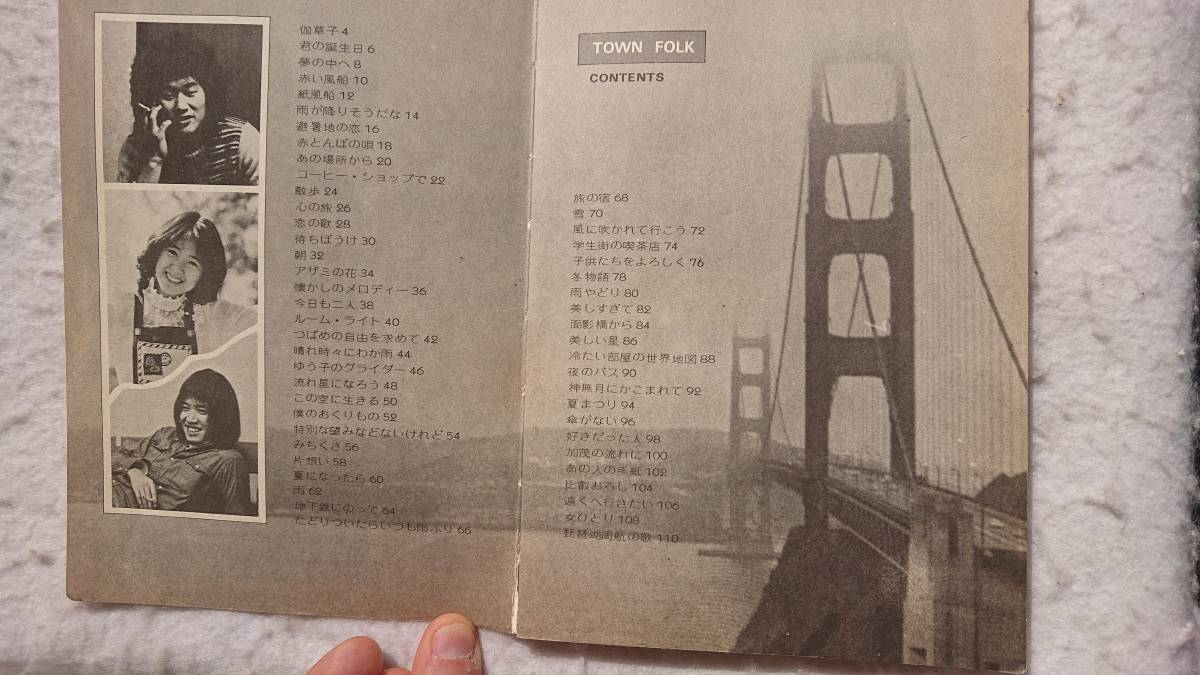 伽草子 4
君の誕生日 6
夢の中へ 8
赤い風船 10
紙風船 12
雨が降りそうだな 14
避暑地の恋 16
赤とんぼの唄 18
あの場所から 20
コーヒー・ショップで 22
散歩 24
心の旅 26
恋の歌 28
待ちぼうけ 30
朝 32
アザミの花 34
懐かしのメロディー 36
今日も二人 38
ルーム・ライト 40
つばめの自由を求めて 42
晴れ時々にわか雨 44
ゆう子のグライダー 46
流れ星になろう 48
この空に生きる 50
僕のおくりもの 52
特別な望みなどないけれど 54
みちくさ 56
片想い 58
夏になったら 60
雨 62
地下鉄にのって 64
たどりついたらいつも雨ふり 66
TOWN FOLK
CONTENTS
旅の宿 68
雪 70
風に吹かれて行こう 72
学生街の喫茶店 74
子供たちをよろしく 76
冬物語 78
雨やどり 80
美しすぎて 82
面影橋から 84
美しい星 86
冷たい部屋の世界地図 88
夜のバス 90
神無月にかこまれて 92
夏まつり 94
傘がない 96
好きだった人 98
加茂の流れに 100
あの人の手紙 102
比叡おろし 104
遠くへ行きたい 106
女ひとり 108
琵琶湖周航の歌 110